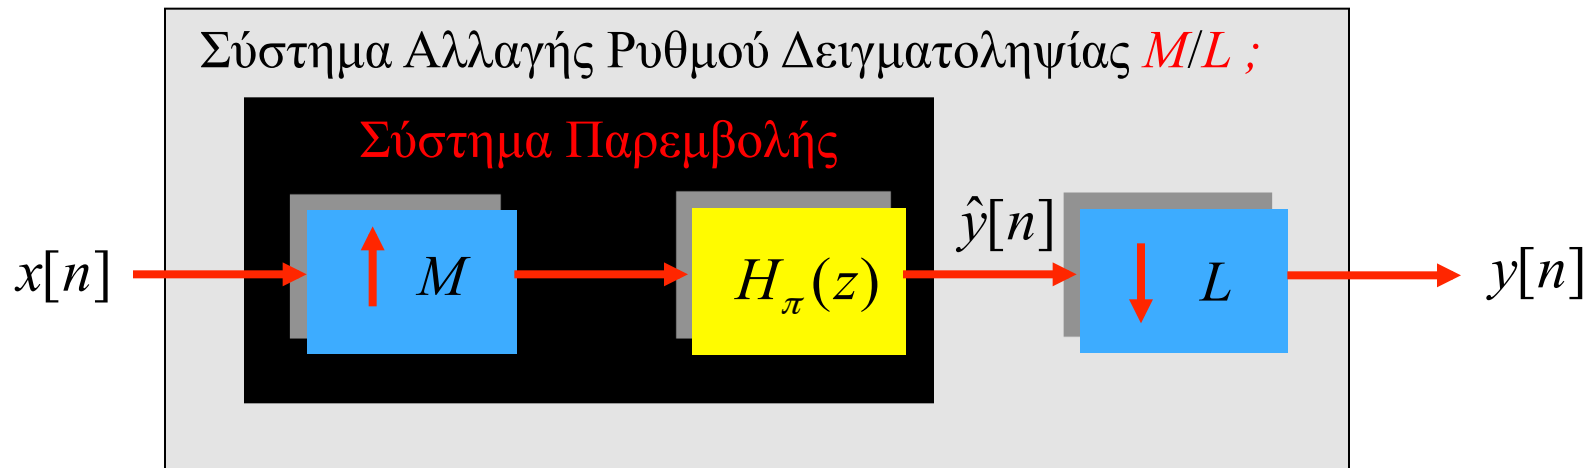 Σύστημα Αλλαγής Ρυθμού Δειγματοληψίας M/L ;
Σύστημα Παρεμβολής
x[n]
↑ M
H_π(z)
ŷ[n]
↓ L
y[n]